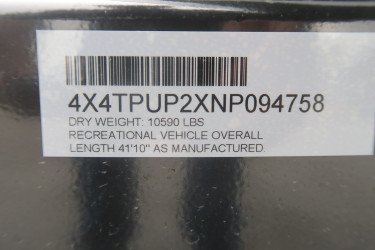 4X4TPUP2XNP094758
DRY WEIGHT: 10590 LBS
RECREATIONAL VEHICLE OVERALL
LENGTH 41'10" AS MANUFACTURED.